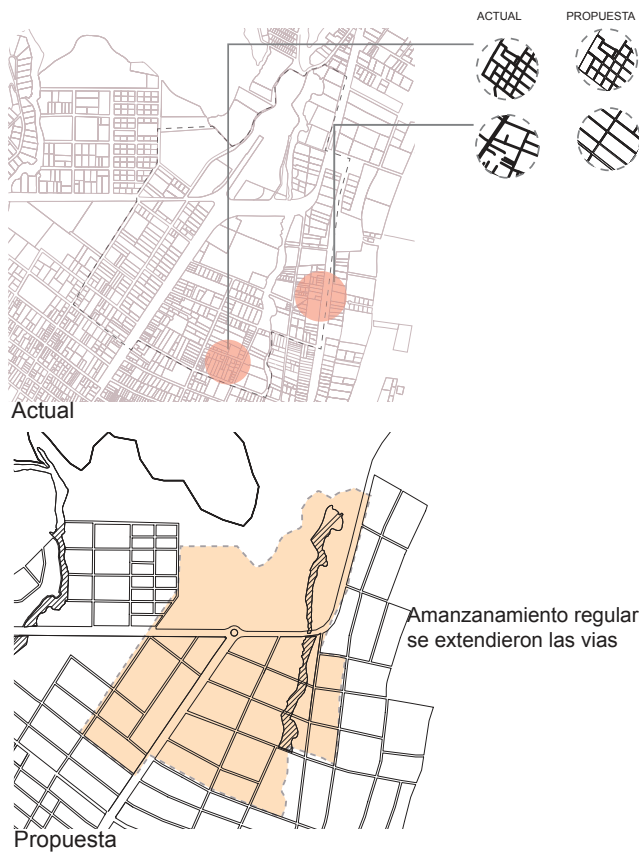 ACTUAL
PROPUESTA
Actual
Amanzanamiento regular
se extendieron las vias
Propuesta